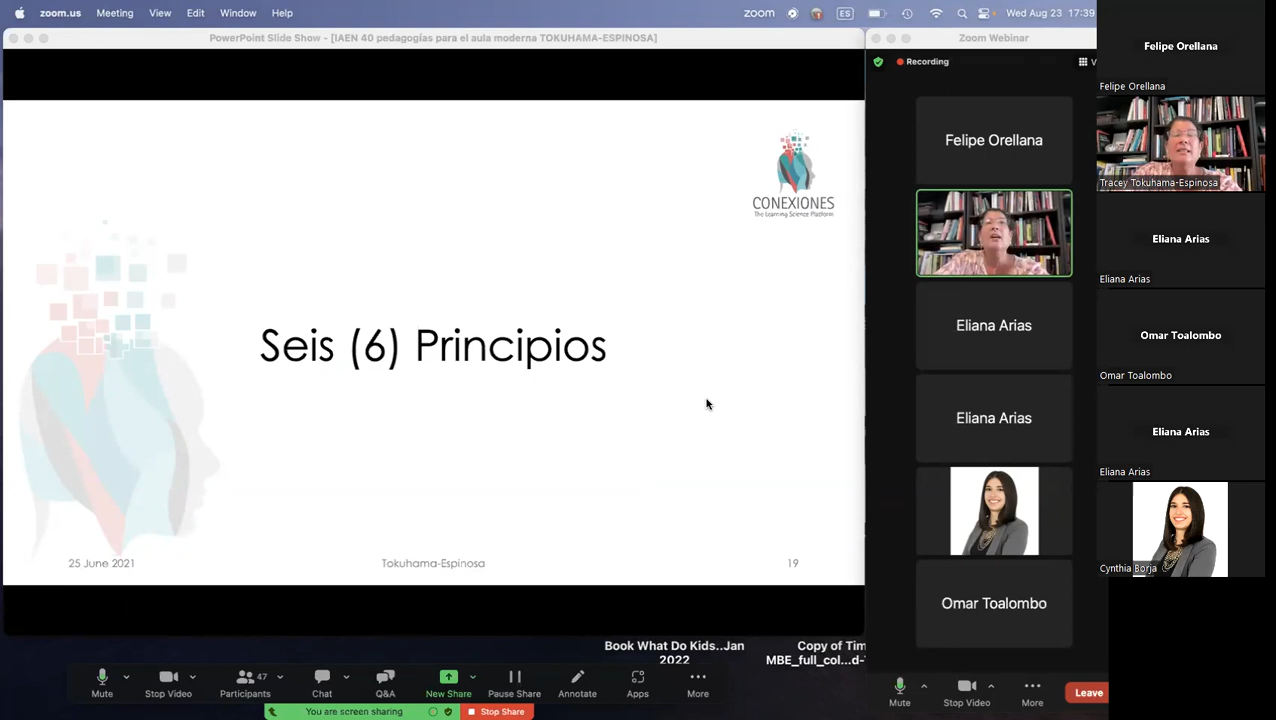 zoom.us Meeting View Edit Window Help
zoom ES Wed Aug 23 17:39
PowerPoint Slide Show - [IAEN 40 pedagogías para el aula moderna TOKUHAMA-ESPINOSA]
CONEXIONES
The Learning Science Platform
Seis (6) Principios
25 June 2021
Tokuhama-Espinosa
19
Zoom Webinar
Recording
V
Felipe Orellana
Eliana Arias
Eliana Arias
Omar Toalombo
Felipe Orellana
Felipe Orellana
Tracey Tokuhama-Espinosa
Eliana Arias
Eliana Arias
Omar Toalombo
Omar Toalombo
Eliana Arias
Eliana Arias
Cynthia Borja
Book What Do Kids..Jan
2022
Copy of Tim
MBE_full_col...d-
47
Mute
Stop Video
Participants
Chat
Q&A
New Share
Pause Share
Annotate
Apps
More
You are screen sharing
Stop Share
Mute
Stop Video
More
Leave